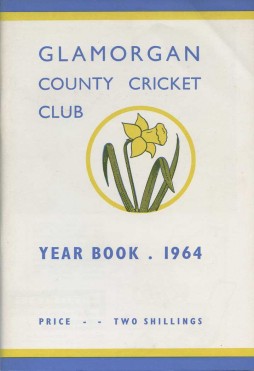 GLAMORGAN
COUNTY CRICKET
CLUB
YEAR BOOK . 1964
PRICE - - TWO SHILLINGS